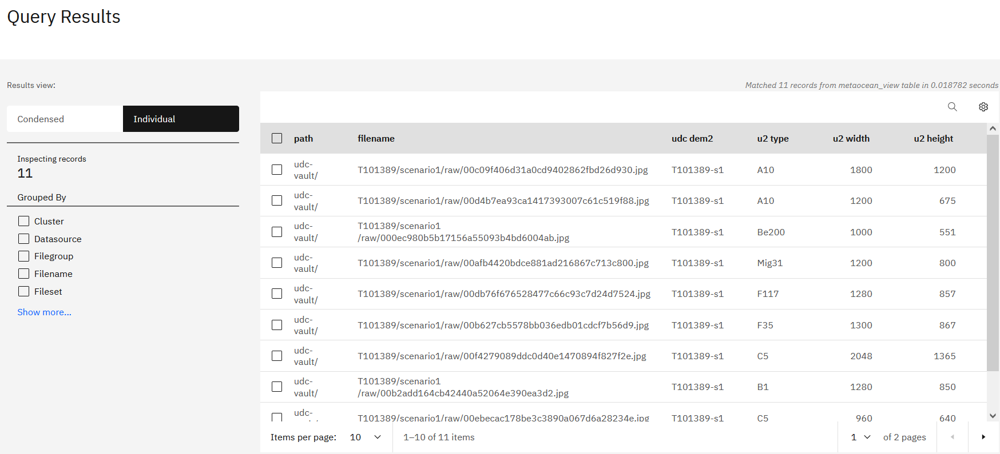 Query Results
Results view:
Matched 11 records from metaocean_view table in 0.018782 seconds
Condensed
Individual
Inspecting records
11
Grouped By
Cluster
Datasource
Filegroup
Filename
Fileset
Show more...
path filename udc dem2 u2 type u2 width u2 height
udc-
vault/
T101389/scenario1/raw/00c09f406d31a0cd9402862fbd26d930.jpg T101389-s1 A10 1800 1200
udc-
vault/
T101389/scenario1/raw/00d4b7ea93ca1417393007c61c519f88.jpg T101389-s1 A10 1200 675
udc-
vault/
T101389/scenario1
/raw/000ec980b5b17156a55093b4bd6004ab.jpg
T101389-s1 Be200 1000 551
udc-
vault/
T101389/scenario1/raw/00afb4420bdce881ad216867c713c800.jpg T101389-s1 Mig31 1200 800
udc-
vault/
T101389/scenario1/raw/00db76f676528477c66c93c7d24d7524.jpg T101389-s1 F117 1280 857
udc-
vault/
T101389/scenario1/raw/00b627cb5578bb036edb01cdcf7b56d9.jpg T101389-s1 F35 1300 867
udc-
vault/
T101389/scenario1/raw/00f4279089ddc0d40e1470894f827f2e.jpg T101389-s1 C5 2048 1365
udc-
vault/
T101389/scenario1
/raw/00b2add164cb42440a52064e390ea3d2.jpg
T101389-s1 B1 1280 850
udc-
T101389/scenario1/raw/00ebecac178be3c3890a067d6a28234e.jpg T101389-s1 C5 960 640
Items per page: 10 1–10 of 11 items 1 of 2 pages